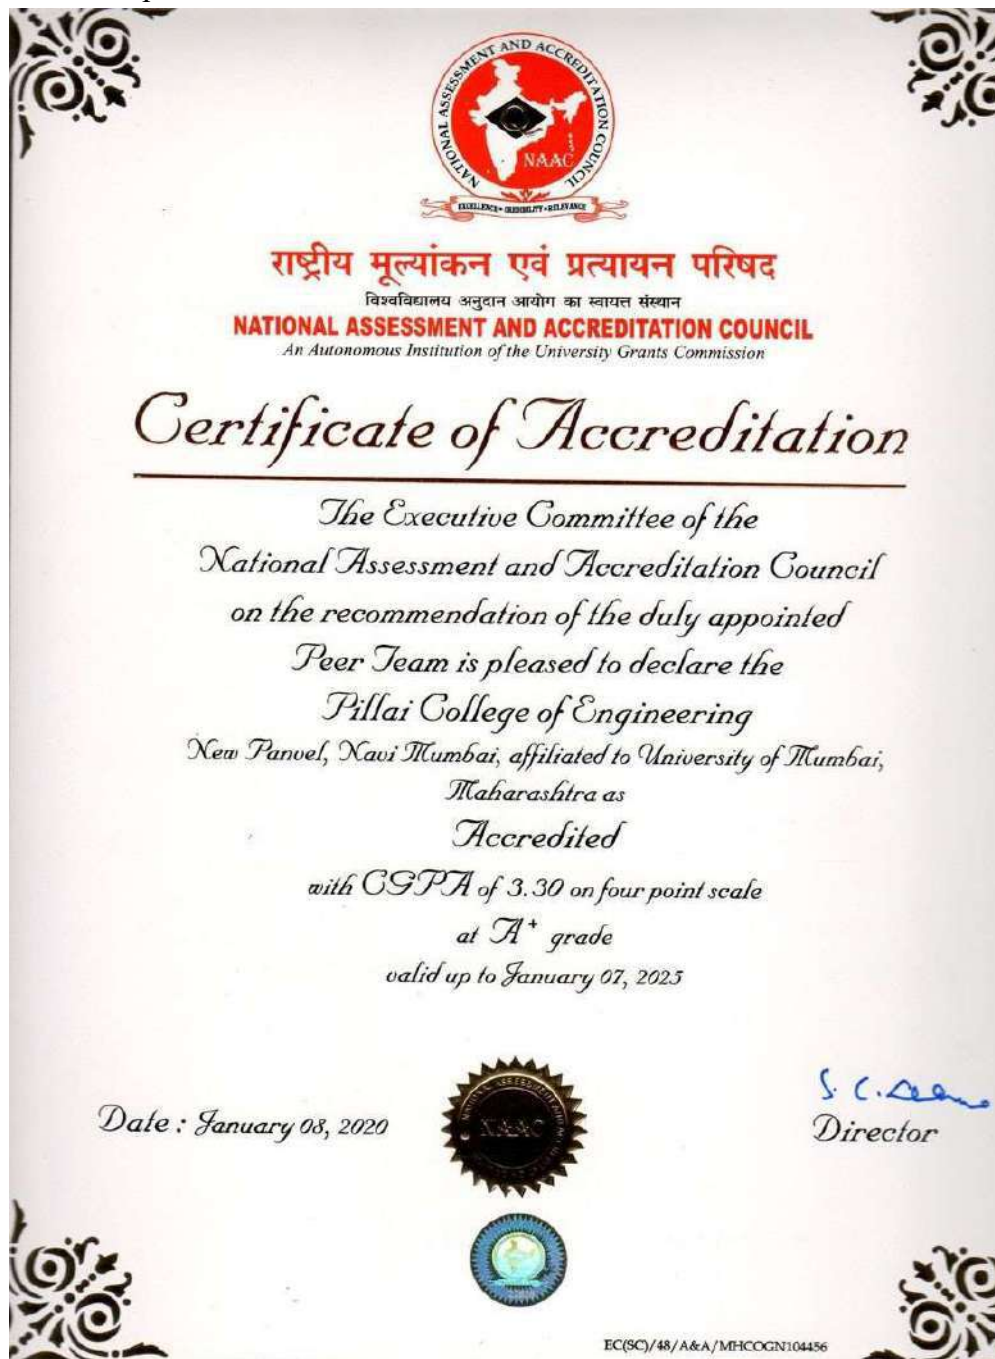 NATIONAL ASSESSMENT AND ACCREDITATION COUNCIL
NAAC
EXCELLENCE • CREDIBILITY • RELEVANCE
राष्ट्रीय मूल्यांकन एवं प्रत्यायन परिषद
विश्वविद्यालय अनुदान आयोग का स्वायत्त संस्थान
NATIONAL ASSESSMENT AND ACCREDITATION COUNCIL
An Autonomous Institution of the University Grants Commission
Certificate of Accreditation
The Executive Committee of the
National Assessment and Accreditation Council
on the recommendation of the duly appointed
Peer Team is pleased to declare the
Pillai College of Engineering
New Panvel, Navi Mumbai, affiliated to University of Mumbai,
Maharashtra as
Accredited
with CGPA of 3.30 on four point scale
at A+ grade
valid up to January 07, 2025
S. C.
Date : January 08, 2020
NAAC
Director
EC(SC)/48/A&A/MHCOGN104456